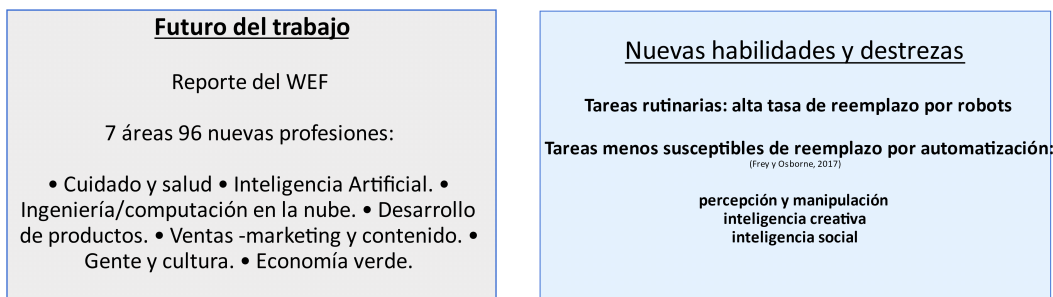 Futuro del trabajo
Reporte del WEF
7 áreas 96 nuevas profesiones:
• Cuidado y salud • Inteligencia Artificial. •
Ingeniería/computación en la nube. • Desarrollo
de productos. • Ventas -marketing y contenido. •
Gente y cultura. • Economía verde.
Nuevas habilidades y destrezas
Tareas rutinarias: alta tasa de reemplazo por robots
Tareas menos susceptibles de reemplazo por automatización:
(Frey y Osborne, 2017)
percepción y manipulación
inteligencia creativa
inteligencia social